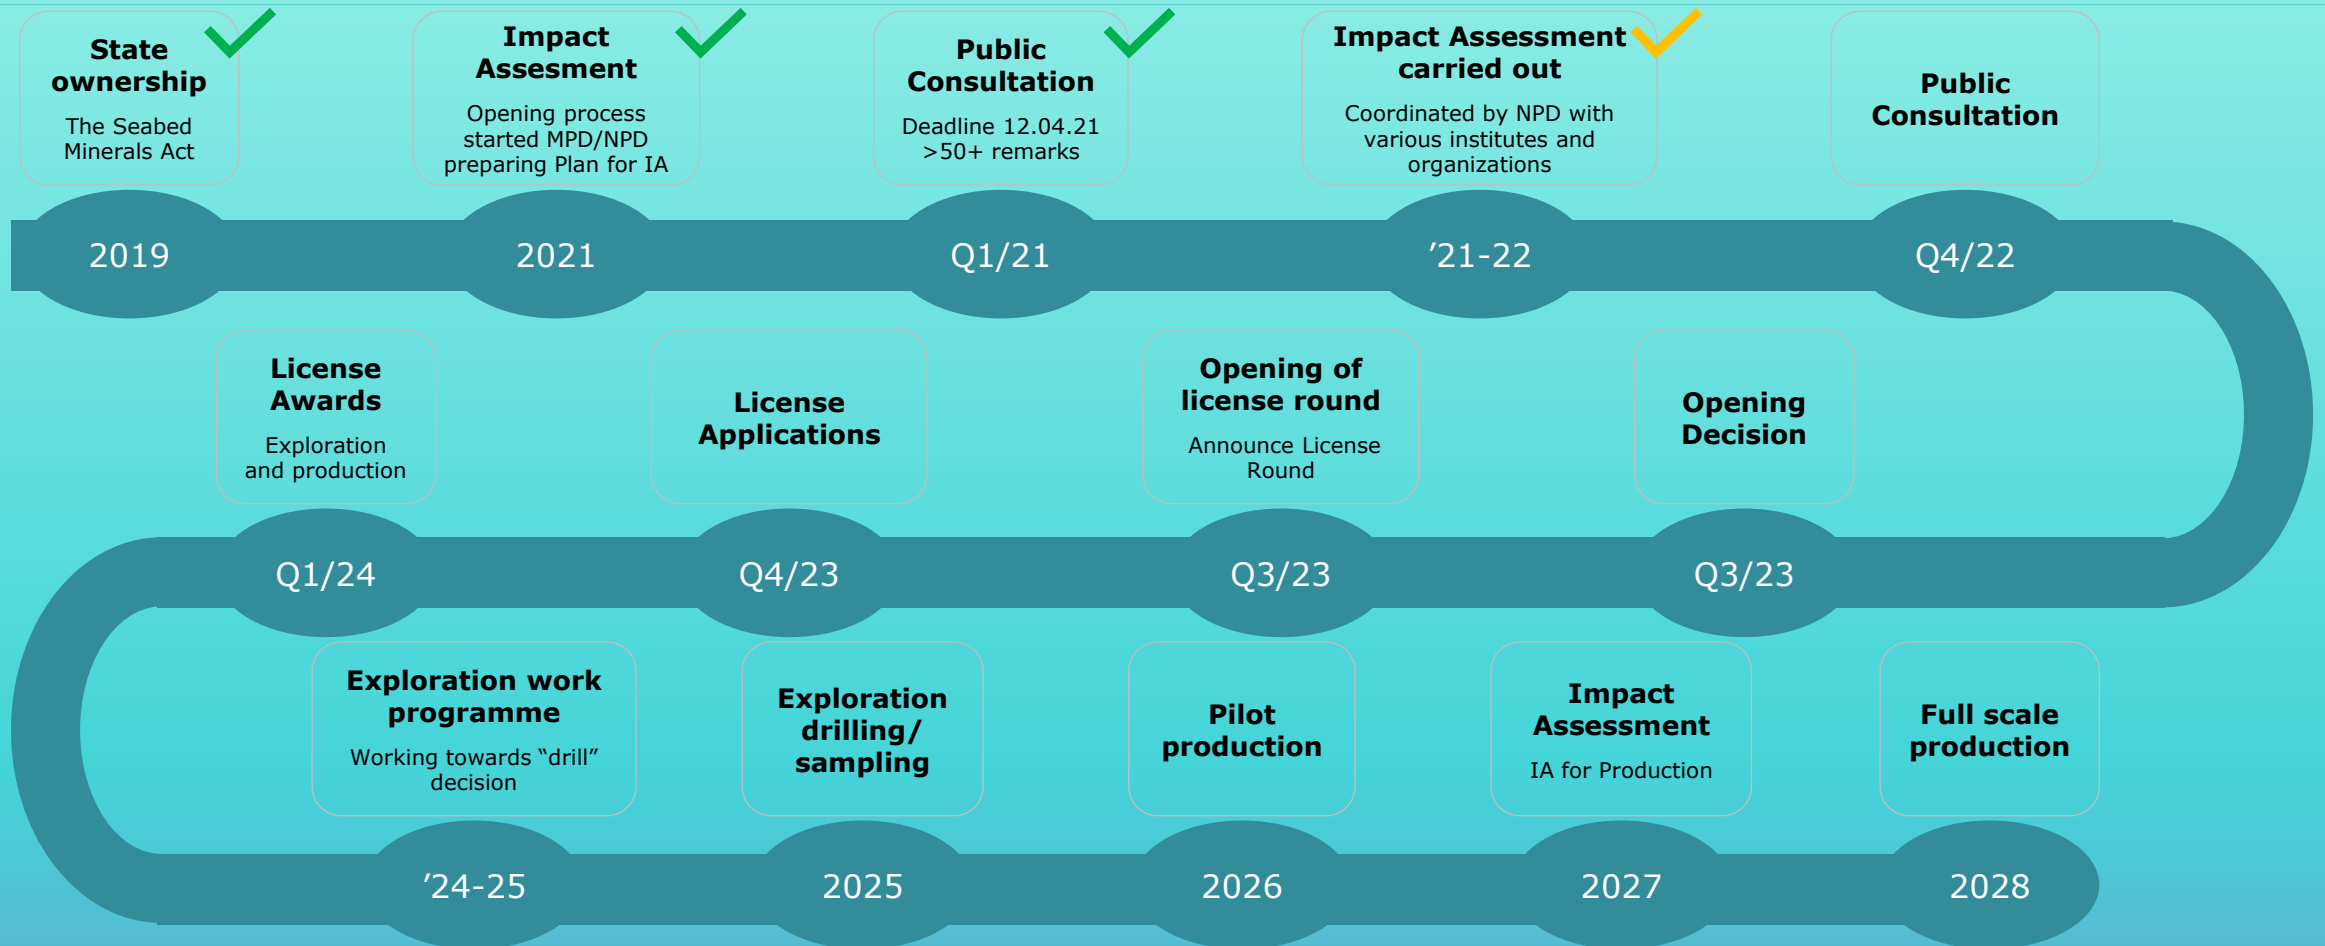 State
ownership
The Seabed
Minerals Act
2019
Impact
Assesment
Opening process
started MPD/NPD
preparing Plan for IA
2021
Public
Consultation
Deadline 12.04.21
>50+ remarks
Q1/21
Impact Assessment
carried out
Coordinated by NPD with
various institutes and
organizations
’21-22
Public
Consultation
Q4/22
Opening
Decision
Q3/23
Opening of
license round
Announce License
Round
Q3/23
License
Applications
Q4/23
License
Awards
Exploration
and production
Q1/24
Exploration work
programme
Working towards “drill”
decision
’24-25
Exploration
drilling/
sampling
2025
Pilot
production
2026
Impact
Assessment
IA for Production
2027
Full scale
production
2028